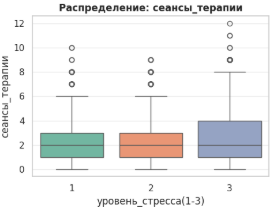 Распределение: сеансы_терапии
сеансы_терапии
12
10
8
6
4
2
0
1 2 3
уровень_стресса(1-3)